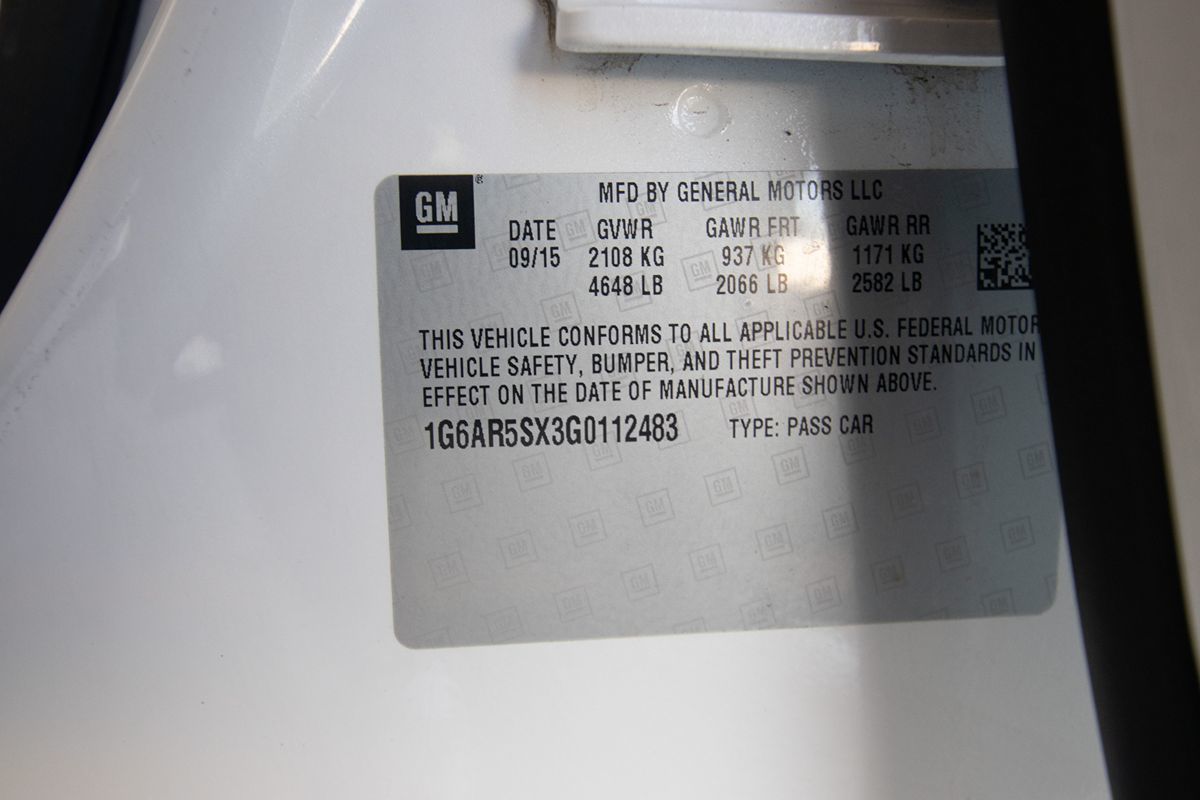 GM®
MFD BY GENERAL MOTORS LLC
DATE GVWR GAWR FRT GAWR RR
09/15 2108 KG 937 KG 1171 KG
4648 LB 2066 LB 2582 LB
THIS VEHICLE CONFORMS TO ALL APPLICABLE U.S. FEDERAL MOTOR
VEHICLE SAFETY, BUMPER, AND THEFT PREVENTION STANDARDS IN
EFFECT ON THE DATE OF MANUFACTURE SHOWN ABOVE.
1G6AR5SX3G0112483 TYPE: PASS CAR